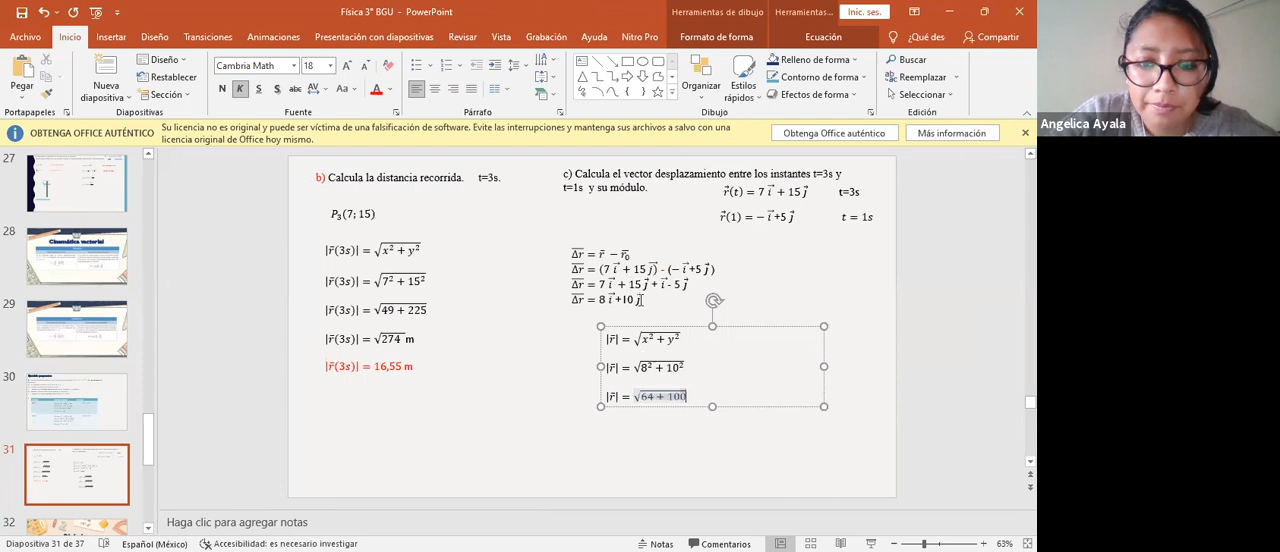 Física 3° BGU - PowerPoint
Herramientas de dibujo
Herramientas...
Inic. ses.
Archivo Inicio Insertar Diseño Transiciones Animaciones Presentación con diapositivas Revisar Vista Grabación Ayuda Nitro Pro Formato de forma Ecuación ¿Qué des Compartir
Pegar
Nueva diapositiva
Diseño
Restablecer
Sección
Cambria Math 18
N K S S
Organizar
Estilos rápidos
Relleno de forma
Contorno de forma
Efectos de forma
Buscar
Reemplazar
Seleccionar
Portapapeles Diapositivas Fuente Párrafo Dibujo Edición
Angelica Ayala
OBTENGA OFFICE AUTÉNTICO
Su licencia no es original y puede ser víctima de una falsificación de software. Evite las interrupciones y mantenga sus archivos a salvo con una
licencia original de Office hoy mismo.
Obtenga Office auténtico
Más información
27
28
Cinemática vectorial
29
Cinemática vectorial
30
31
32
b) Calcula la distancia recorrida. t=3s.
P₃(7; 15)
|r⃗(3s)| = √(x² + y²)
|r⃗(3s)| = √(7² + 15²)
|r⃗(3s)| = √(49 + 225)
|r⃗(3s)| = √274 m
|r⃗(3s)| = 16,55 m
c) Calcula el vector desplazamiento entre los instantes t=3s y
t=1s y su módulo.
r⃗(t) = 7 i⃗ + 15 j⃗ t=3s
r⃗(1) = − i⃗ +5 j⃗ t = 1s
Δr⃗ = r⃗ − r⃗₀
Δr⃗ = (7 i⃗ + 15 j⃗) - (− i⃗ +5 j⃗)
Δr⃗ = 7 i⃗ + 15 j⃗ + i⃗ - 5 j⃗
Δr⃗ = 8 i⃗ +10 j⃗
|r⃗| = √(x² + y²)
|r⃗| = √(8² + 10²)
|r⃗| = √(64 + 100)
Haga clic para agregar notas
Diapositiva 31 de 37 Español (México) Accesibilidad: es necesario investigar Notas Comentarios 63%